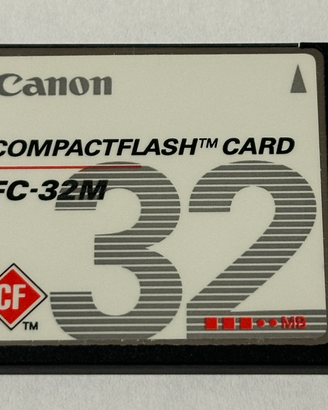 Canon
COMPACTFLASH™ CARD
FC-32M
32
MB
CF
TM